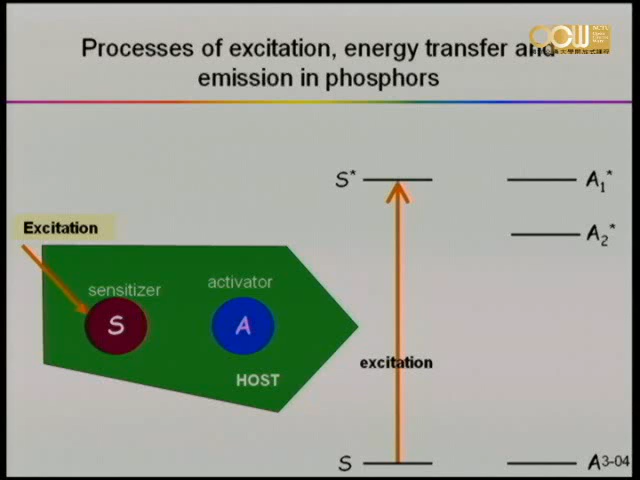 Processes of excitation, energy transfer and
emission in phosphors
S*
A1*
A2*
Excitation
sensitizer
activator
S
A
HOST
excitation
S
A
3-04